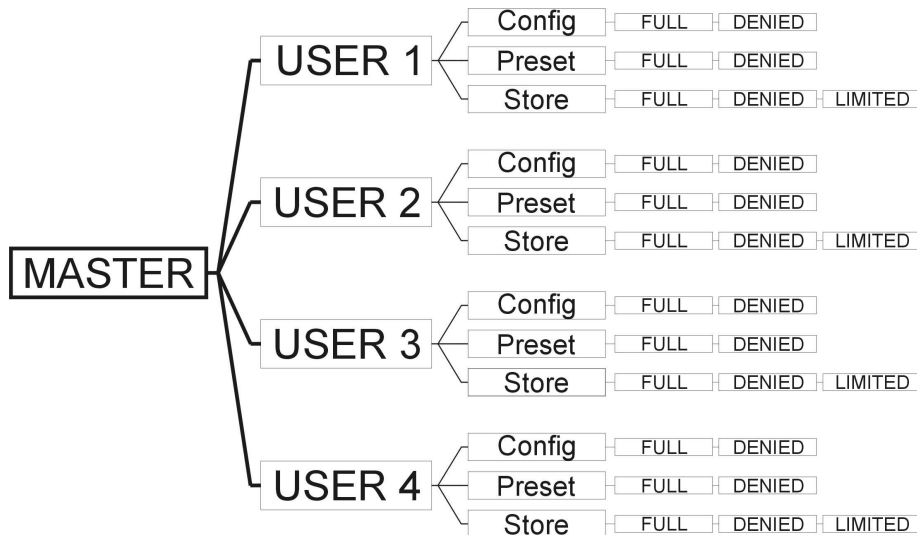 Config FULL DENIED
USER 1 Preset FULL DENIED
Store FULL DENIED LIMITED
Config FULL DENIED
USER 2 Preset FULL DENIED
Store FULL DENIED LIMITED
MASTER
Config FULL DENIED
USER 3 Preset FULL DENIED
Store FULL DENIED LIMITED
Config FULL DENIED
USER 4 Preset FULL DENIED
Store FULL DENIED LIMITED